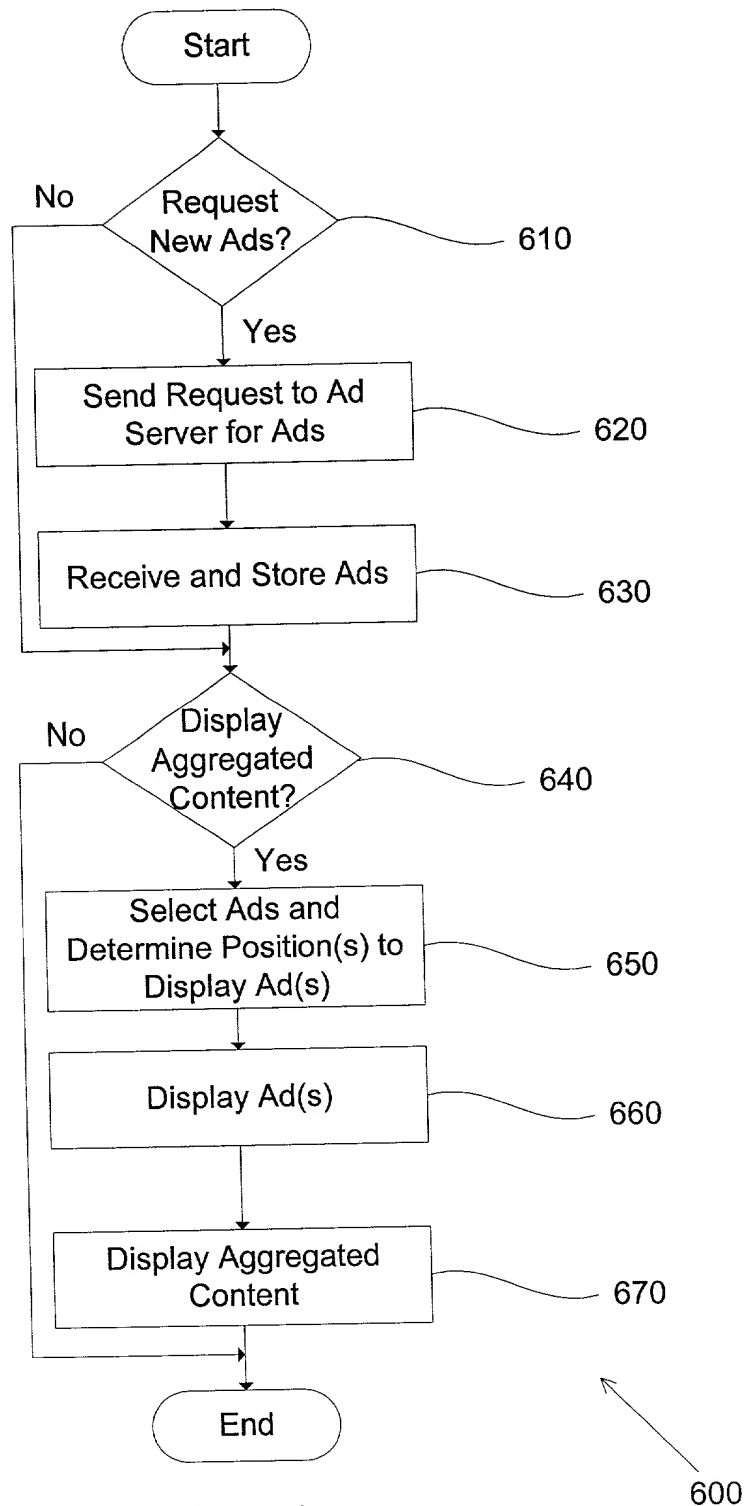 Start
No
Request
New Ads?
610
Yes
Send Request to Ad
Server for Ads
620
Receive and Store Ads
630
No
Display
Aggregated
Content?
640
Yes
Select Ads and
Determine Position(s) to
Display Ad(s)
650
Display Ad(s)
660
Display Aggregated
Content
670
End
600